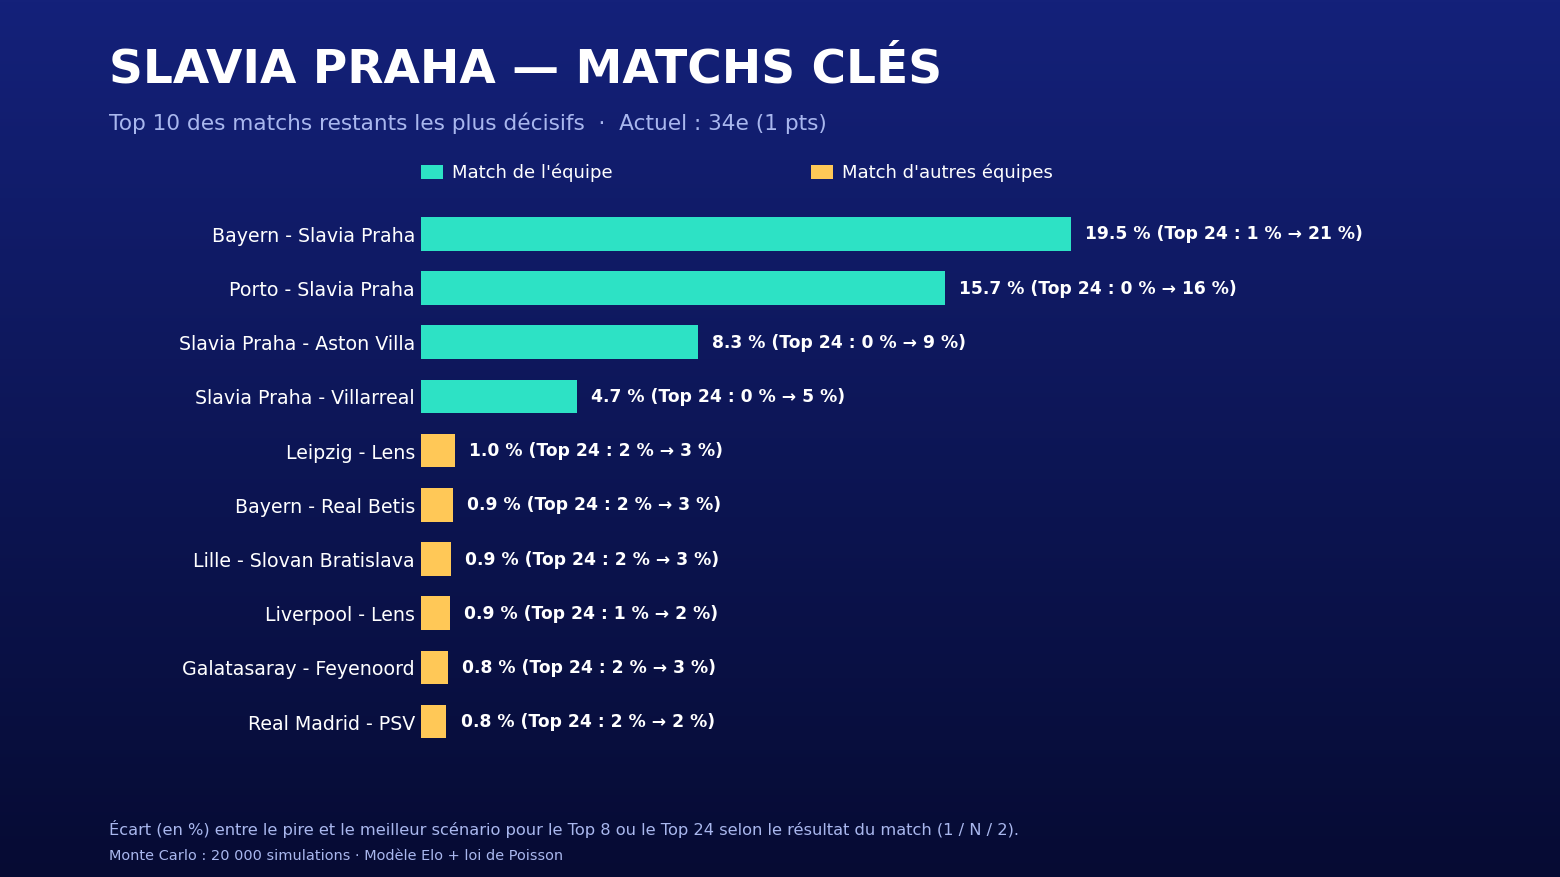 SLAVIA PRAHA — MATCHS CLÉS
Top 10 des matchs restants les plus décisifs · Actuel : 34e (1 pts)
Match de l'équipe Match d'autres équipes
Bayern - Slavia Praha 19.5 % (Top 24 : 1 % → 21 %)
Porto - Slavia Praha 15.7 % (Top 24 : 0 % → 16 %)
Slavia Praha - Aston Villa 8.3 % (Top 24 : 0 % → 9 %)
Slavia Praha - Villarreal 4.7 % (Top 24 : 0 % → 5 %)
Leipzig - Lens 1.0 % (Top 24 : 2 % → 3 %)
Bayern - Real Betis 0.9 % (Top 24 : 2 % → 3 %)
Lille - Slovan Bratislava 0.9 % (Top 24 : 2 % → 3 %)
Liverpool - Lens 0.9 % (Top 24 : 1 % → 2 %)
Galatasaray - Feyenoord 0.8 % (Top 24 : 2 % → 3 %)
Real Madrid - PSV 0.8 % (Top 24 : 2 % → 2 %)
Écart (en %) entre le pire et le meilleur scénario pour le Top 8 ou le Top 24 selon le résultat du match (1 / N / 2).
Monte Carlo : 20 000 simulations · Modèle Elo + loi de Poisson